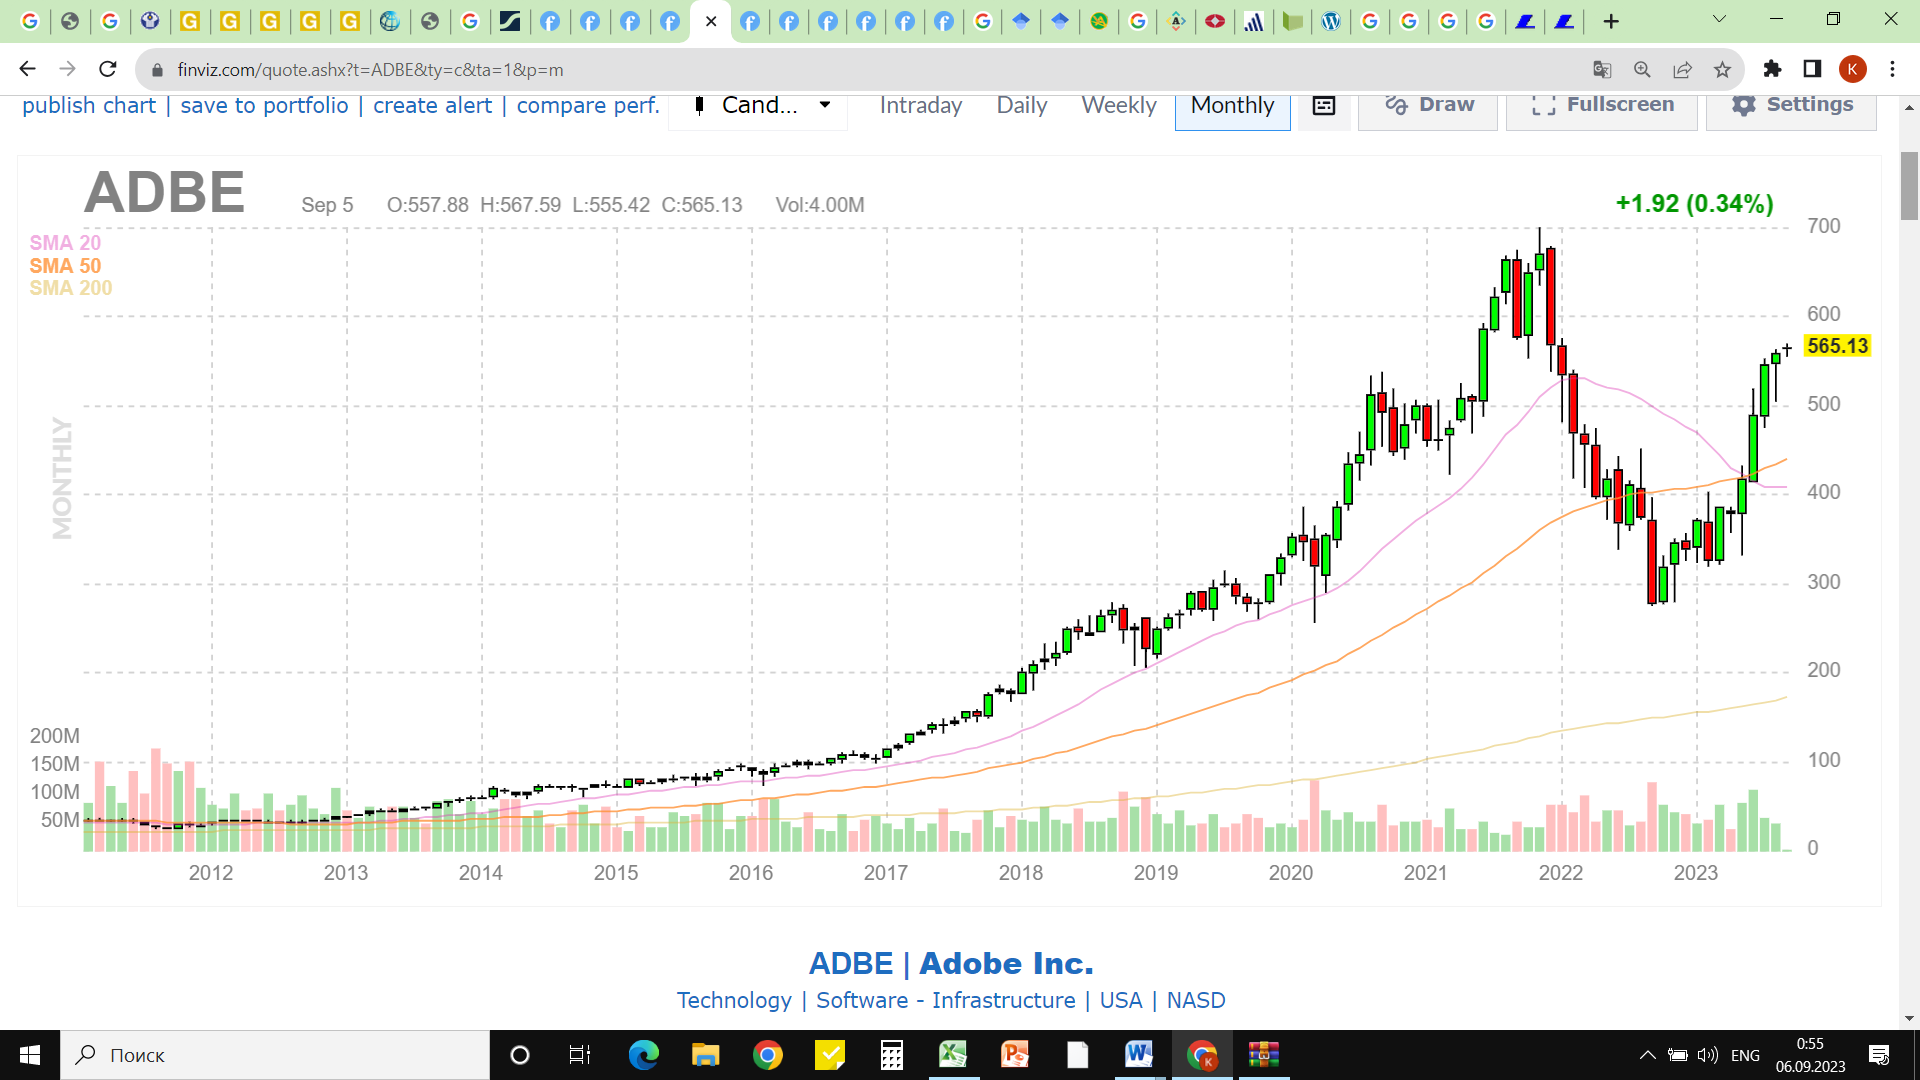 finviz.com/quote.ashx?t=ADBE&ty=c&ta=1&p=m
K
publish chart | save to portfolio | create alert | compare perf.
Cand...
Intraday
Daily
Weekly
Monthly
Draw
Fullscreen
Settings
ADBE
Sep 5 O:557.88 H:567.59 L:555.42 C:565.13 Vol:4.00M
+1.92 (0.34%)
SMA 20
SMA 50
SMA 200
MONTHLY
700
600
565.13
500
400
300
200
100
0
200M
150M
100M
50M
2012 2013 2014 2015 2016 2017 2018 2019 2020 2021 2022 2023
ADBE | Adobe Inc.
Technology | Software - Infrastructure | USA | NASD
Поиск
ENG
0:55
06.09.2023